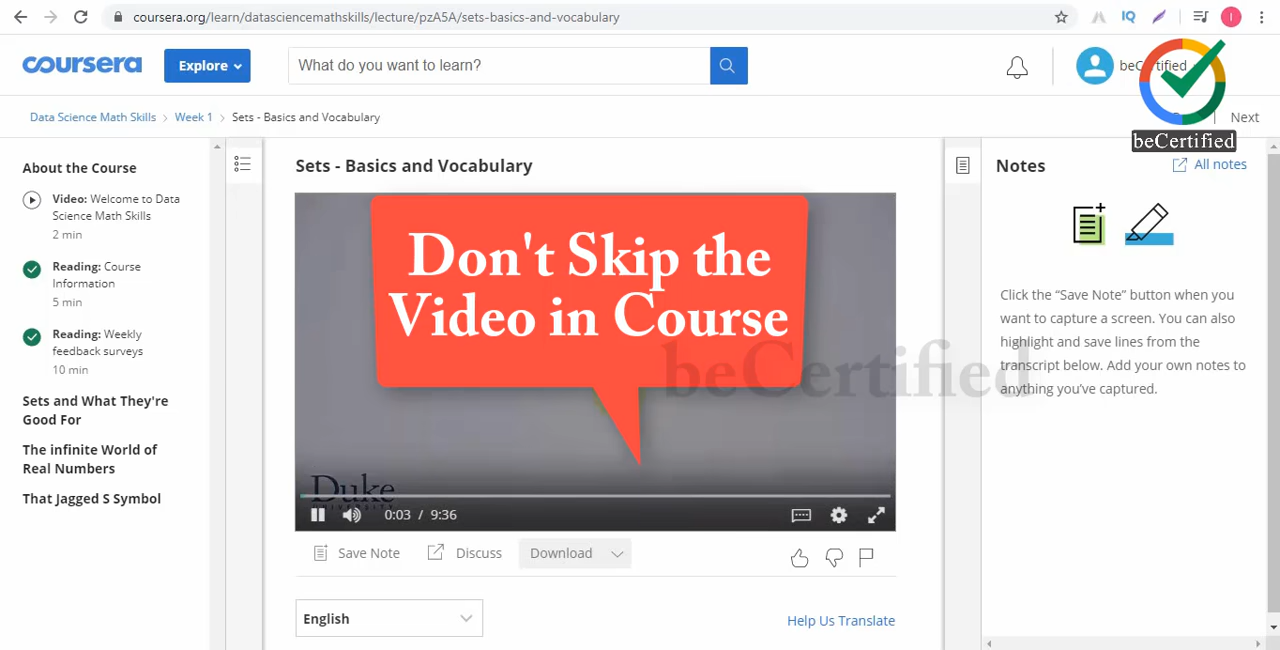 coursera.org/learn/datasciencemathskills/lecture/pzA5A/sets-basics-and-vocabulary
IQ
I
coursera
Explore
What do you want to learn?
beCertified
Data Science Math Skills > Week 1 > Sets - Basics and Vocabulary
Next
beCertified
About the Course
Video: Welcome to Data
Science Math Skills
2 min
Reading: Course
Information
5 min
Reading: Weekly
feedback surveys
10 min
Sets and What They're
Good For
The infinite World of
Real Numbers
That Jagged S Symbol
Sets - Basics and Vocabulary
Don't Skip the
Video in Course
beCertified
Duke
UNIVERSITY
0:03 / 9:36
Save Note
Discuss
Download
English
Help Us Translate
Notes
All notes
Click the “Save Note” button when you
want to capture a screen. You can also
highlight and save lines from the
transcript below. Add your own notes to
anything you’ve captured.